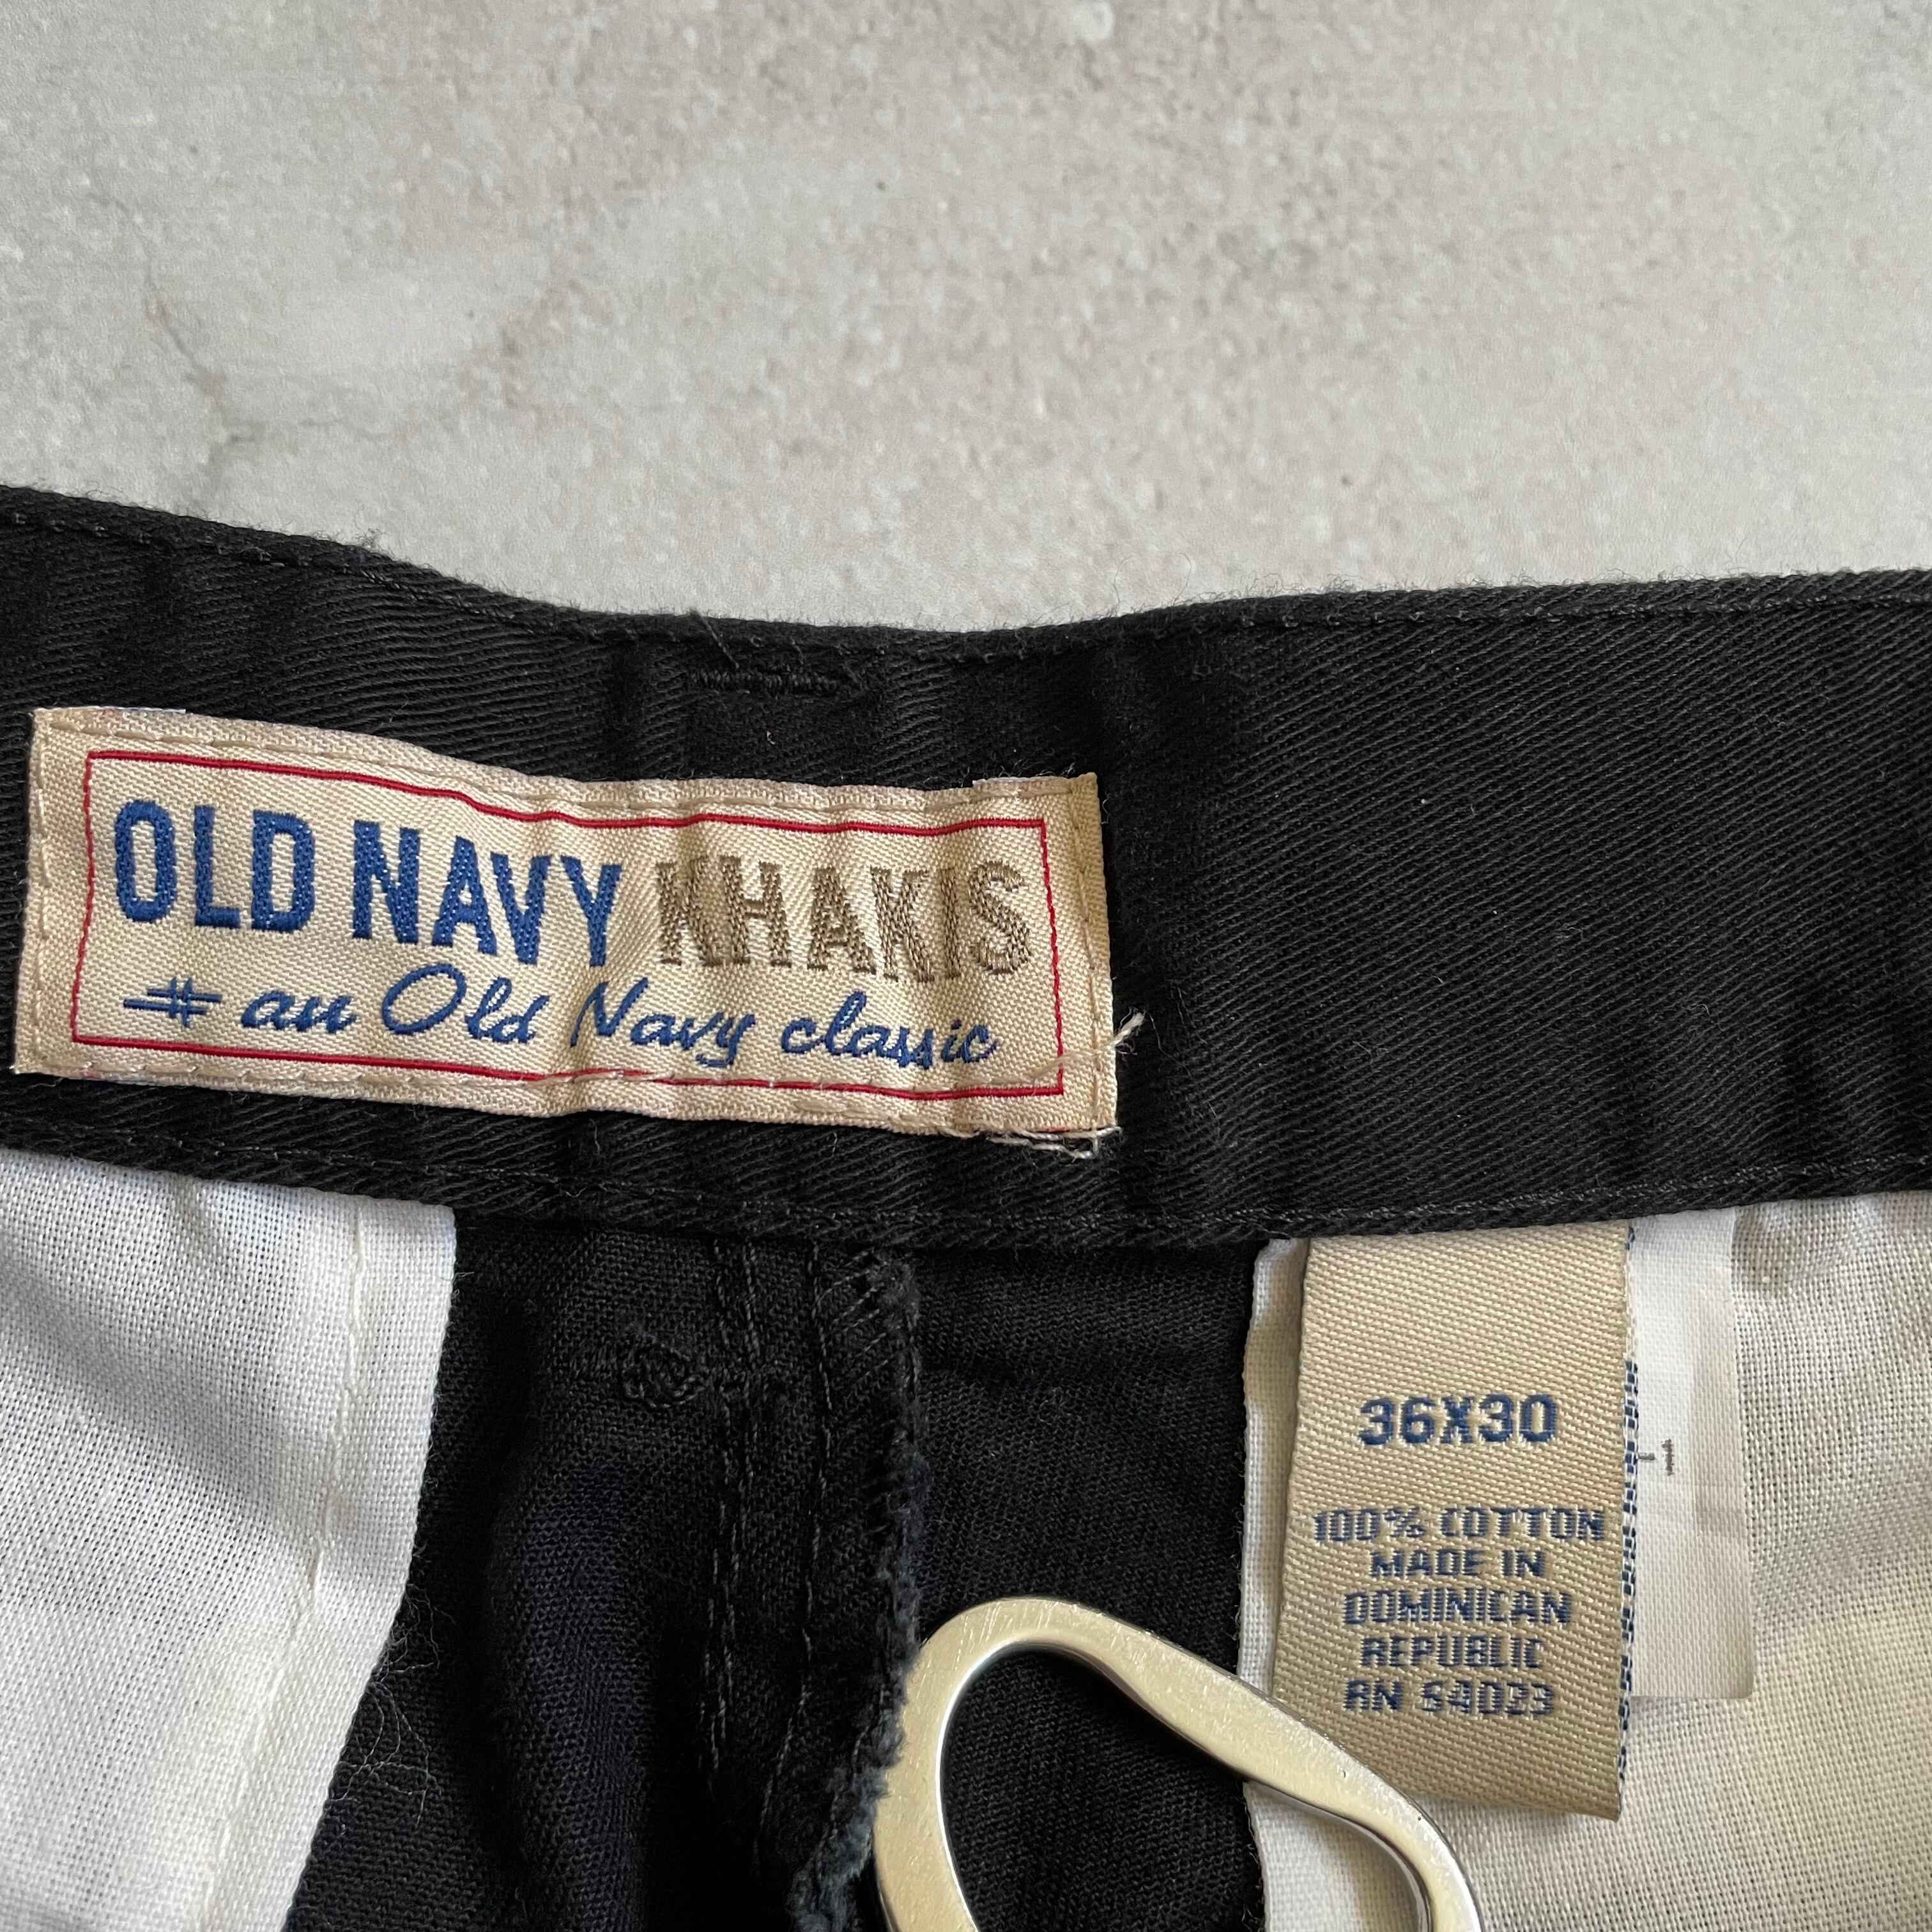 OLD NAVY KHAKIS
# an Old Navy classic
36X30
100% COTTON
MADE IN
DOMINICAN
REPUBLIC
RN 54023